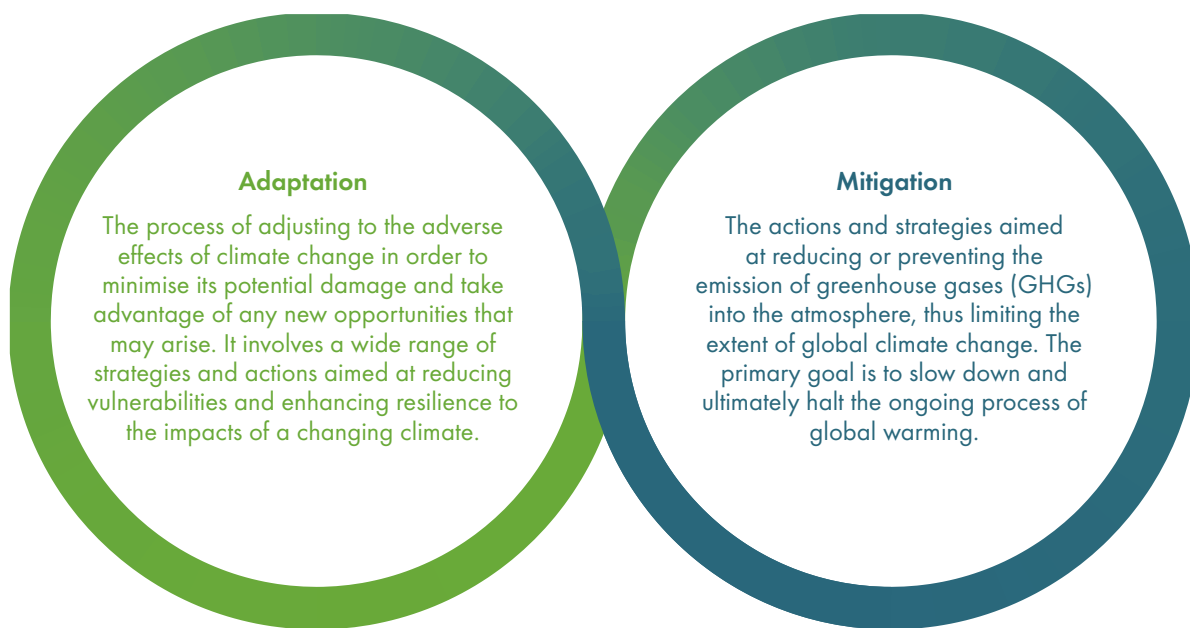 Adaptation
The process of adjusting to the adverse
effects of climate change in order to
minimise its potential damage and take
advantage of any new opportunities that
may arise. It involves a wide range of
strategies and actions aimed at reducing
vulnerabilities and enhancing resilience to
the impacts of a changing climate.
Mitigation
The actions and strategies aimed
at reducing or preventing the
emission of greenhouse gases (GHGs)
into the atmosphere, thus limiting the
extent of global climate change. The
primary goal is to slow down and
ultimately halt the ongoing process of
global warming.